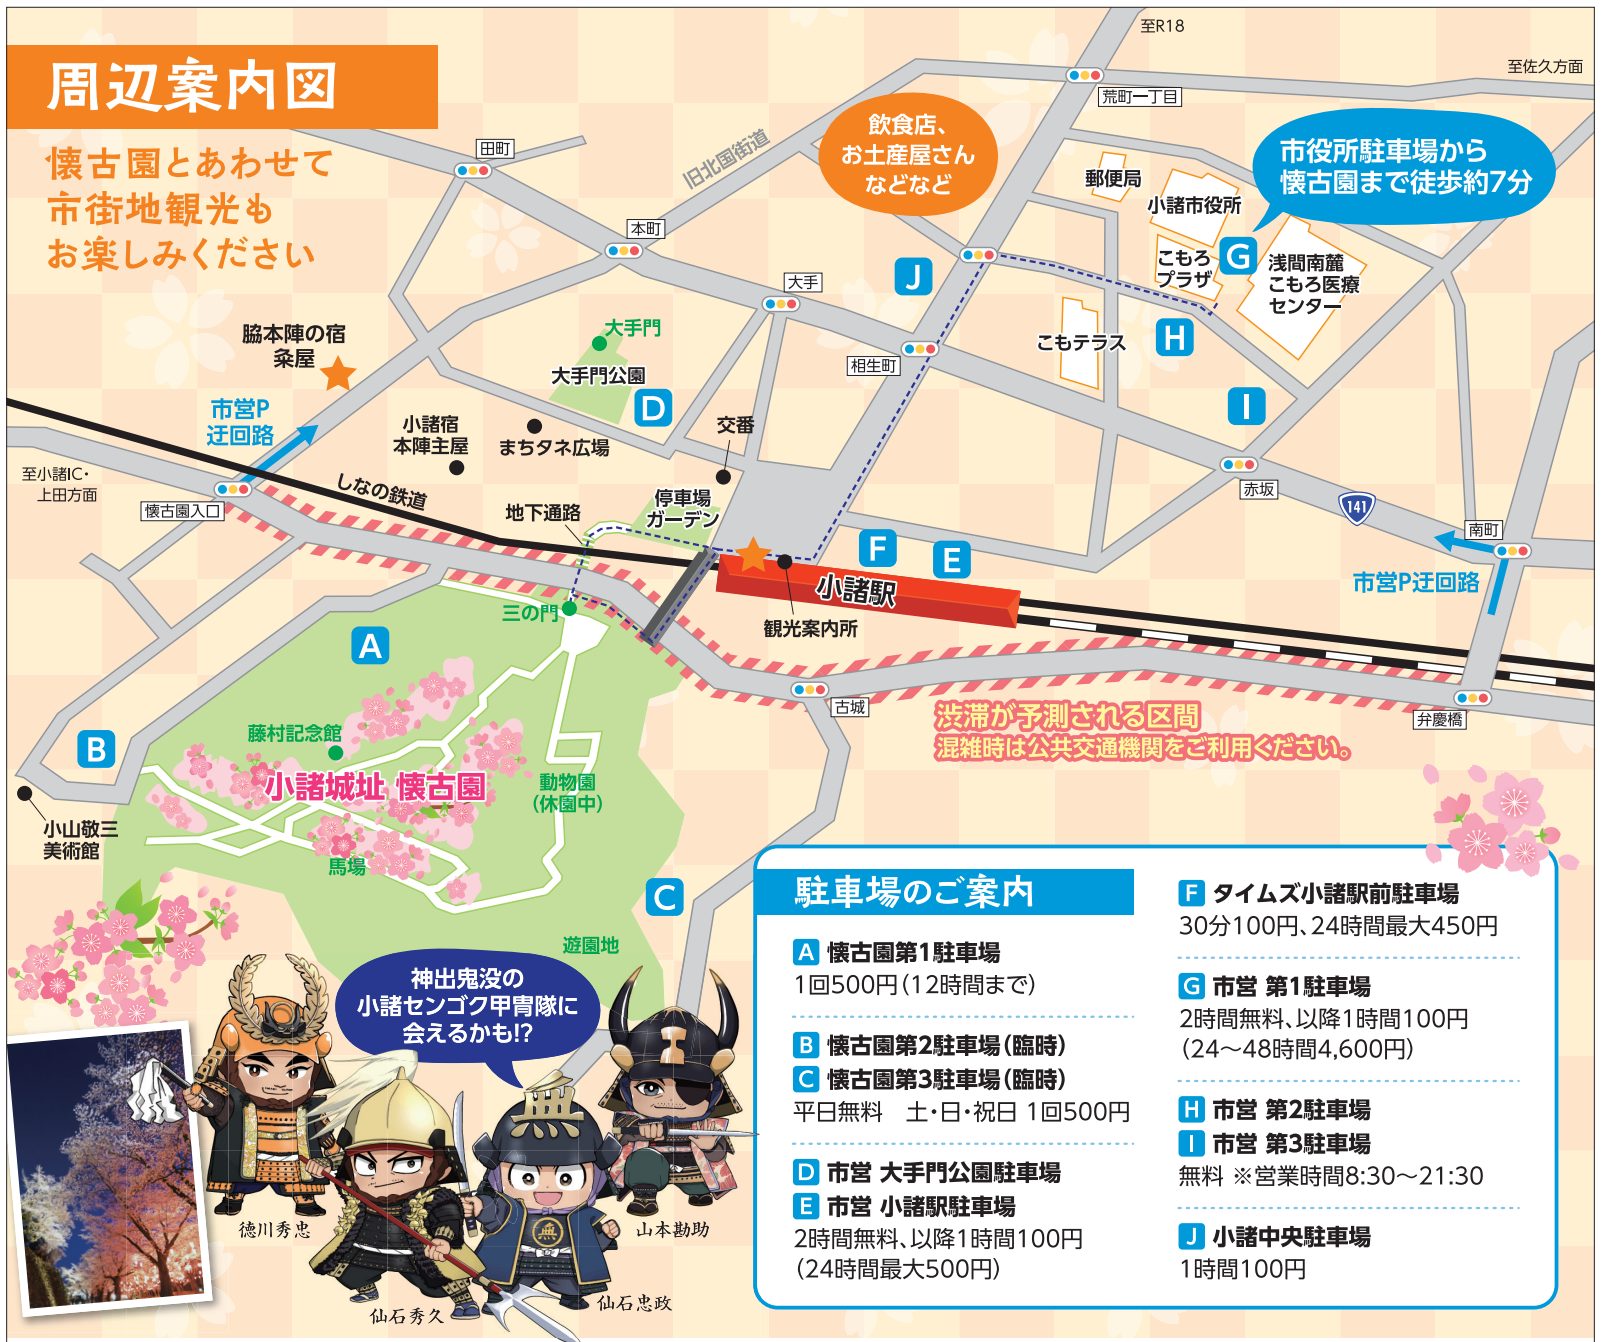 周辺案内図
懐古園とあわせて
市街地観光も
お楽しみください
至R18
至佐久方面
荒町一丁目
田町
旧北国街道
飲食店、
お土産屋さん
などなど
市役所駐車場から
懐古園まで徒歩約7分
郵便局
小諸市役所
本町
こもろ
プラザ
G
浅間南麓
こもろ医療
センター
J
大手
大手門
脇本陣の宿
粂屋
H
こもテラス
相生町
大手門公園
D
I
市営P
迂回路
小諸宿
本陣主屋
まちタネ広場
交番
至小諸IC・
上田方面
しなの鉄道
懐古園入口
地下通路
停車場
ガーデン
赤坂
141
南町
F
E
市営P迂回路
小諸駅
三の門
観光案内所
A
古城
弁慶橋
渋滞が予測される区間
混雑時は公共交通機関をご利用ください。
藤村記念館
B
小諸城址 懐古園
動物園
（休園中）
小山敬三
美術館
馬場
C
遊園地
神出鬼没の
小諸センゴク甲冑隊に
会えるかも!?
徳川秀忠
仙石秀久
仙石忠政
山本勘助
駐車場のご案内
A 懐古園第1駐車場
1回500円（12時間まで）
B 懐古園第2駐車場（臨時）
C 懐古園第3駐車場（臨時）
平日無料　土・日・祝日 1回500円
D 市営 大手門公園駐車場
E 市営 小諸駅駐車場
2時間無料、以降1時間100円
（24時間最大500円）
F タイムズ小諸駅前駐車場
30分100円、24時間最大450円
G 市営 第1駐車場
2時間無料、以降1時間100円
（24〜48時間4,600円）
H 市営 第2駐車場
I 市営 第3駐車場
無料 ※営業時間8:30〜21:30
J 小諸中央駐車場
1時間100円